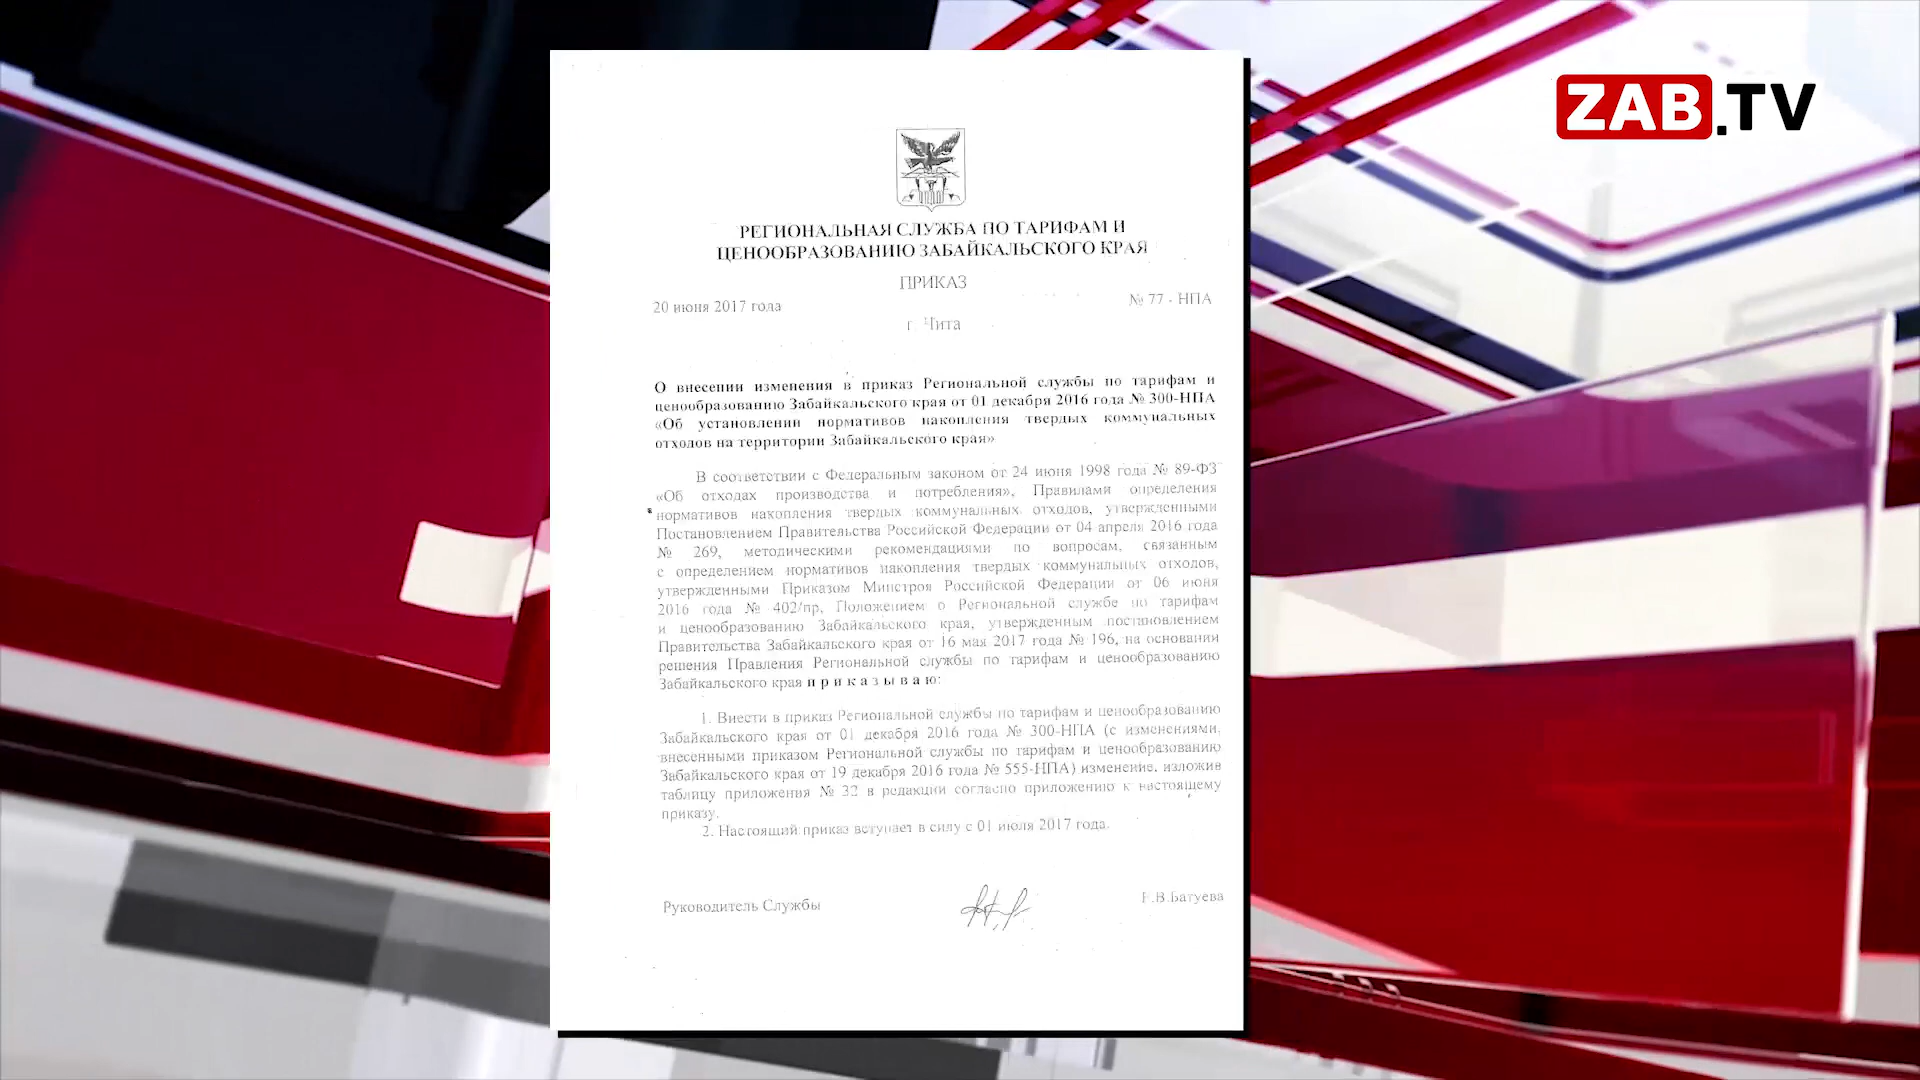 ZAB.TV
РЕГИОНАЛЬНАЯ СЛУЖБА ПО ТАРИФАМ И
ЦЕНООБРАЗОВАНИЮ ЗАБАЙКАЛЬСКОГО КРАЯ
ПРИКАЗ
20 июня 2017 года
№ 77 - НПА
г. Чита
О внесении изменения в приказ Региональной службы по тарифам и
ценообразованию Забайкальского края от 01 декабря 2016 года № 300-НПА
«Об установлении нормативов накопления твердых коммунальных
отходов на территории Забайкальского края»
В соответствии с Федеральным законом от 24 июня 1998 года № 89-ФЗ
«Об отходах производства и потребления», Правилами определения
нормативов накопления твердых коммунальных отходов, утвержденными
Постановлением Правительства Российской Федерации от 04 апреля 2016 года
№ 269, методическими рекомендациями по вопросам, связанным
с определением нормативов накопления твердых коммунальных отходов,
утвержденными Приказом Минстроя Российской Федерации от 06 июня
2016 года № 402/пр, Положением о Региональной службе по тарифам
и ценообразованию Забайкальского края, утвержденным постановлением
Правительства Забайкальского края от 16 мая 2017 года № 196, на основании
решения Правления Региональной службы по тарифам и ценообразованию
Забайкальского края п р и к а з ы в а ю:
1. Внести в приказ Региональной службы по тарифам и ценообразованию
Забайкальского края от 01 декабря 2016 года № 300-НПА (с изменениями,
внесенными приказом Региональной службы по тарифам и ценообразованию
Забайкальского края от 19 декабря 2016 года № 555-НПА) изменение, изложив
таблицу приложения № 32 в редакции согласно приложению к настоящему
приказу.
2. Настоящий приказ вступает в силу с 01 июля 2017 года.
Руководитель Службы
Е.В.Батуева